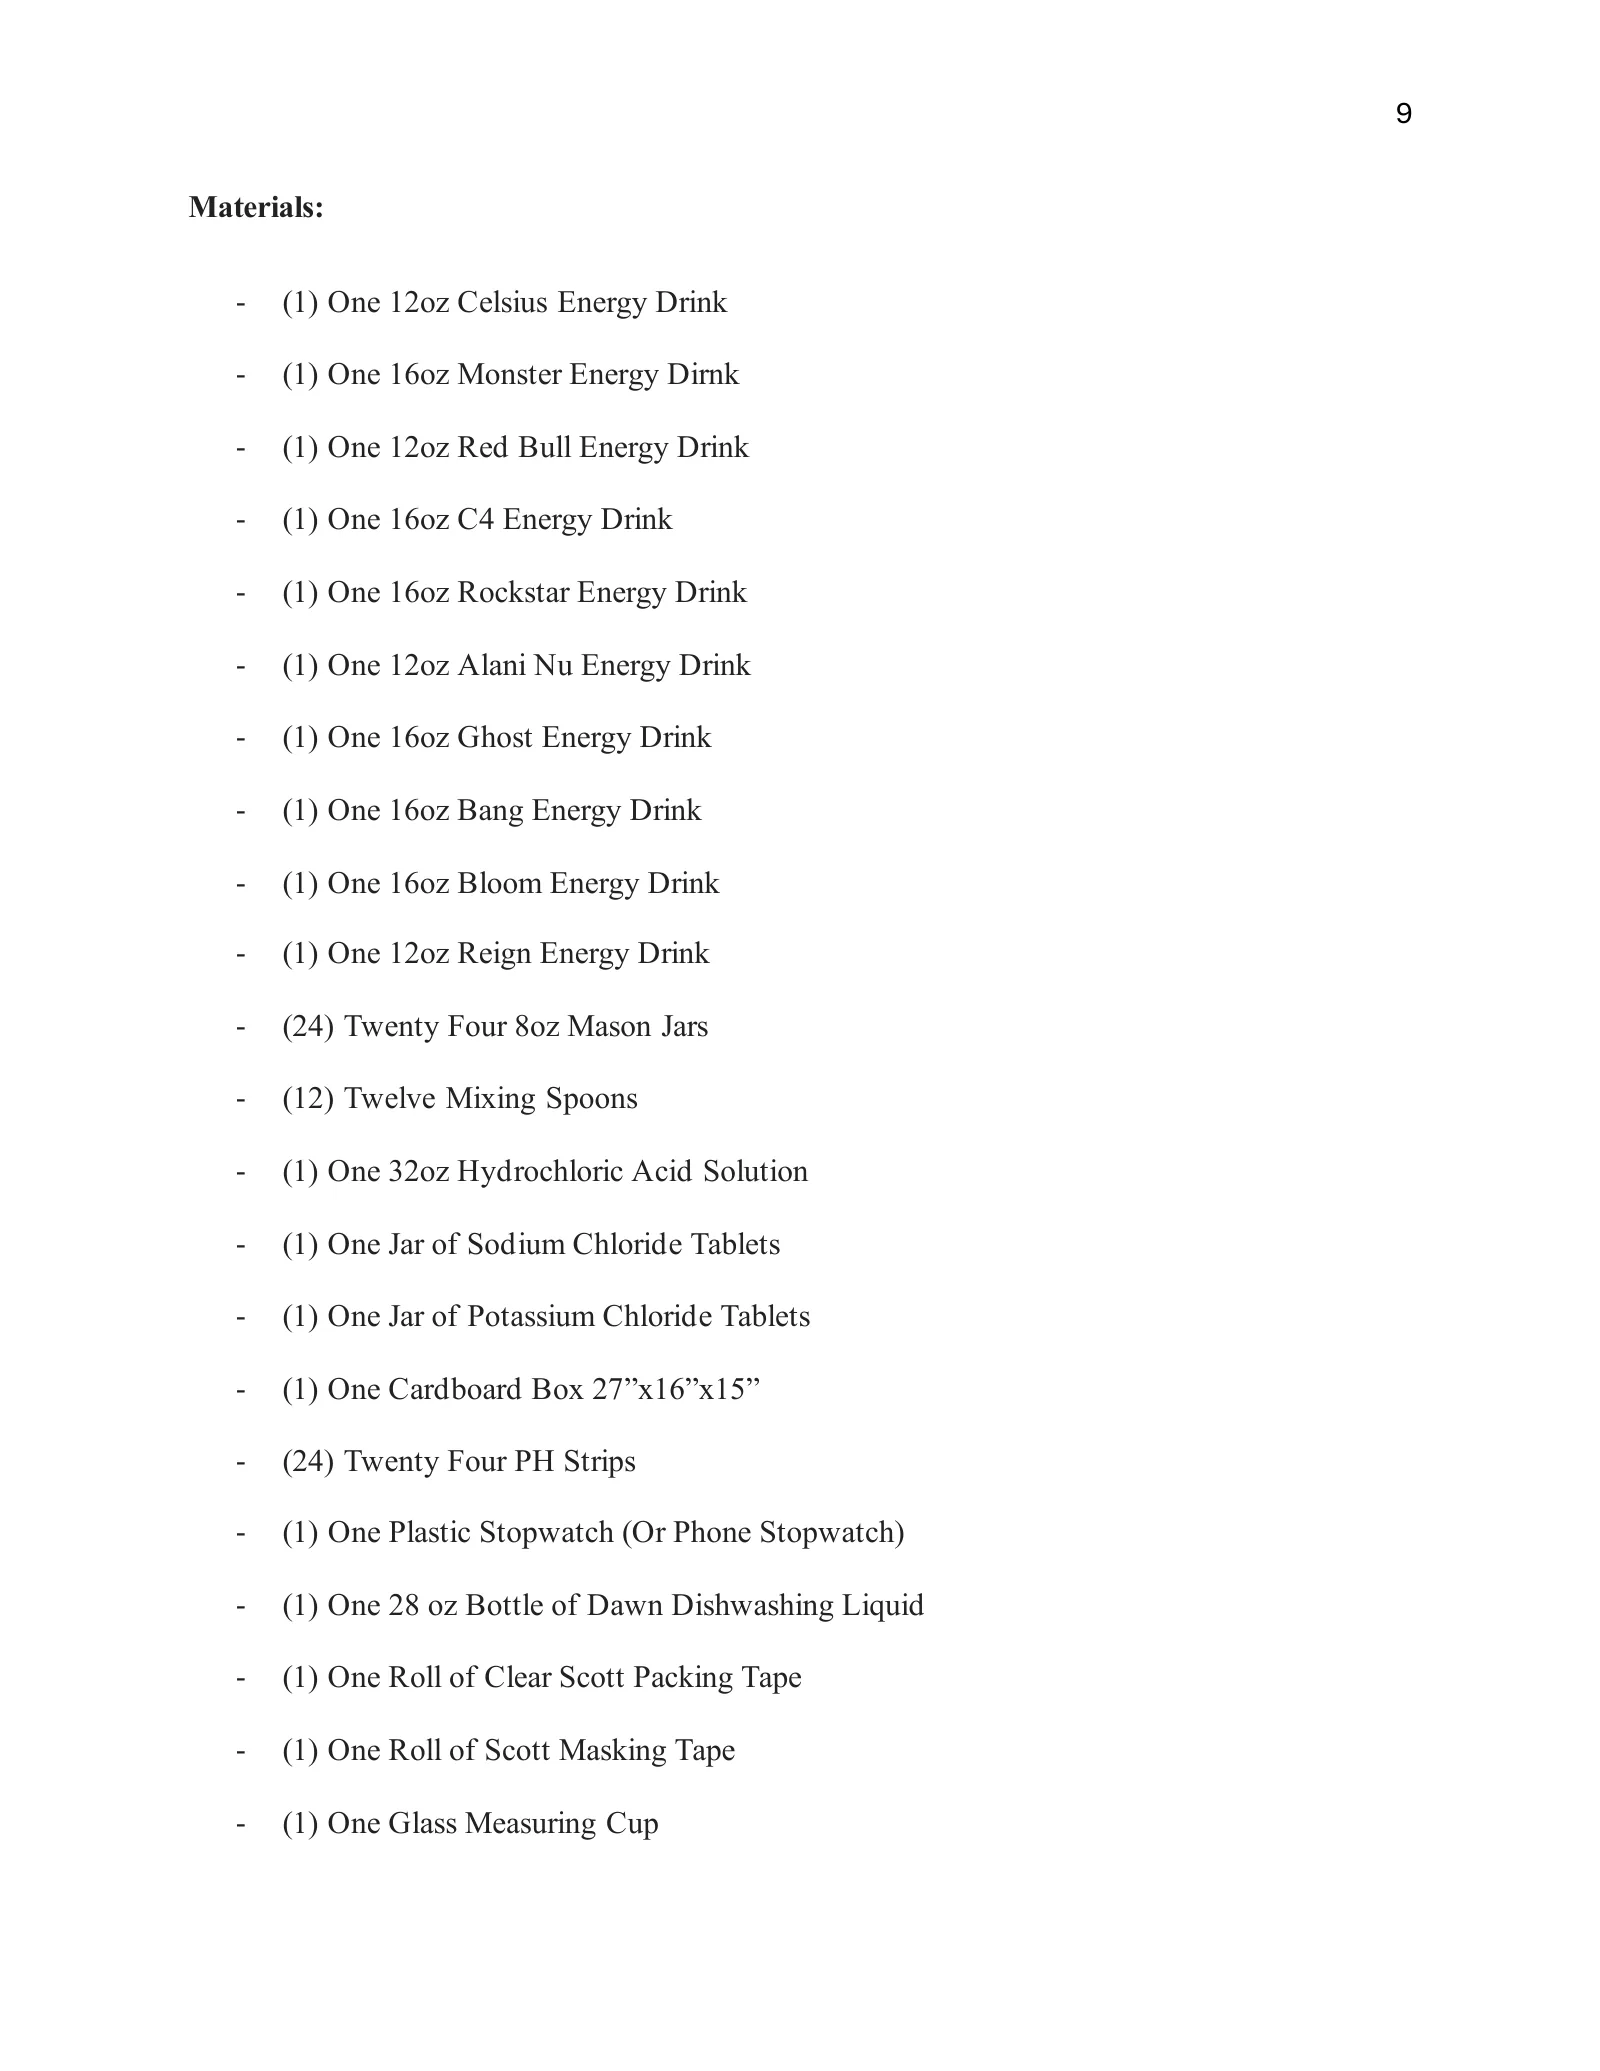 9
Materials:
- (1) One 12oz Celsius Energy Drink
- (1) One 16oz Monster Energy Dirnk
- (1) One 12oz Red Bull Energy Drink
- (1) One 16oz C4 Energy Drink
- (1) One 16oz Rockstar Energy Drink
- (1) One 12oz Alani Nu Energy Drink
- (1) One 16oz Ghost Energy Drink
- (1) One 16oz Bang Energy Drink
- (1) One 16oz Bloom Energy Drink
- (1) One 12oz Reign Energy Drink
- (24) Twenty Four 8oz Mason Jars
- (12) Twelve Mixing Spoons
- (1) One 32oz Hydrochloric Acid Solution
- (1) One Jar of Sodium Chloride Tablets
- (1) One Jar of Potassium Chloride Tablets
- (1) One Cardboard Box 27”x16”x15”
- (24) Twenty Four PH Strips
- (1) One Plastic Stopwatch (Or Phone Stopwatch)
- (1) One 28 oz Bottle of Dawn Dishwashing Liquid
- (1) One Roll of Clear Scott Packing Tape
- (1) One Roll of Scott Masking Tape
- (1) One Glass Measuring Cup